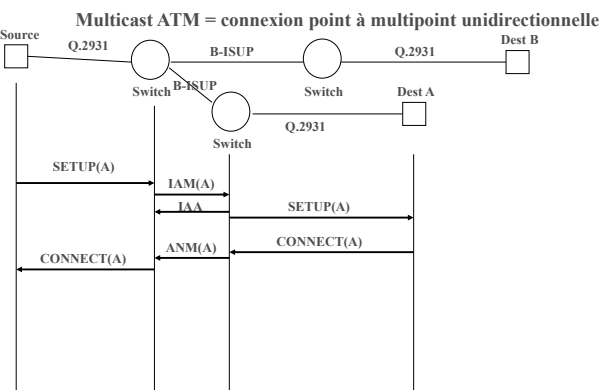 Multicast ATM = connexion point à multipoint unidirectionnelle
Source
Q.2931
B-ISUP
Q.2931
Dest B
Switch
B-ISUP
Switch
Dest A
Q.2931
Switch
SETUP(A)
IAM(A)
IAA
SETUP(A)
CONNECT(A)
ANM(A)
CONNECT(A)